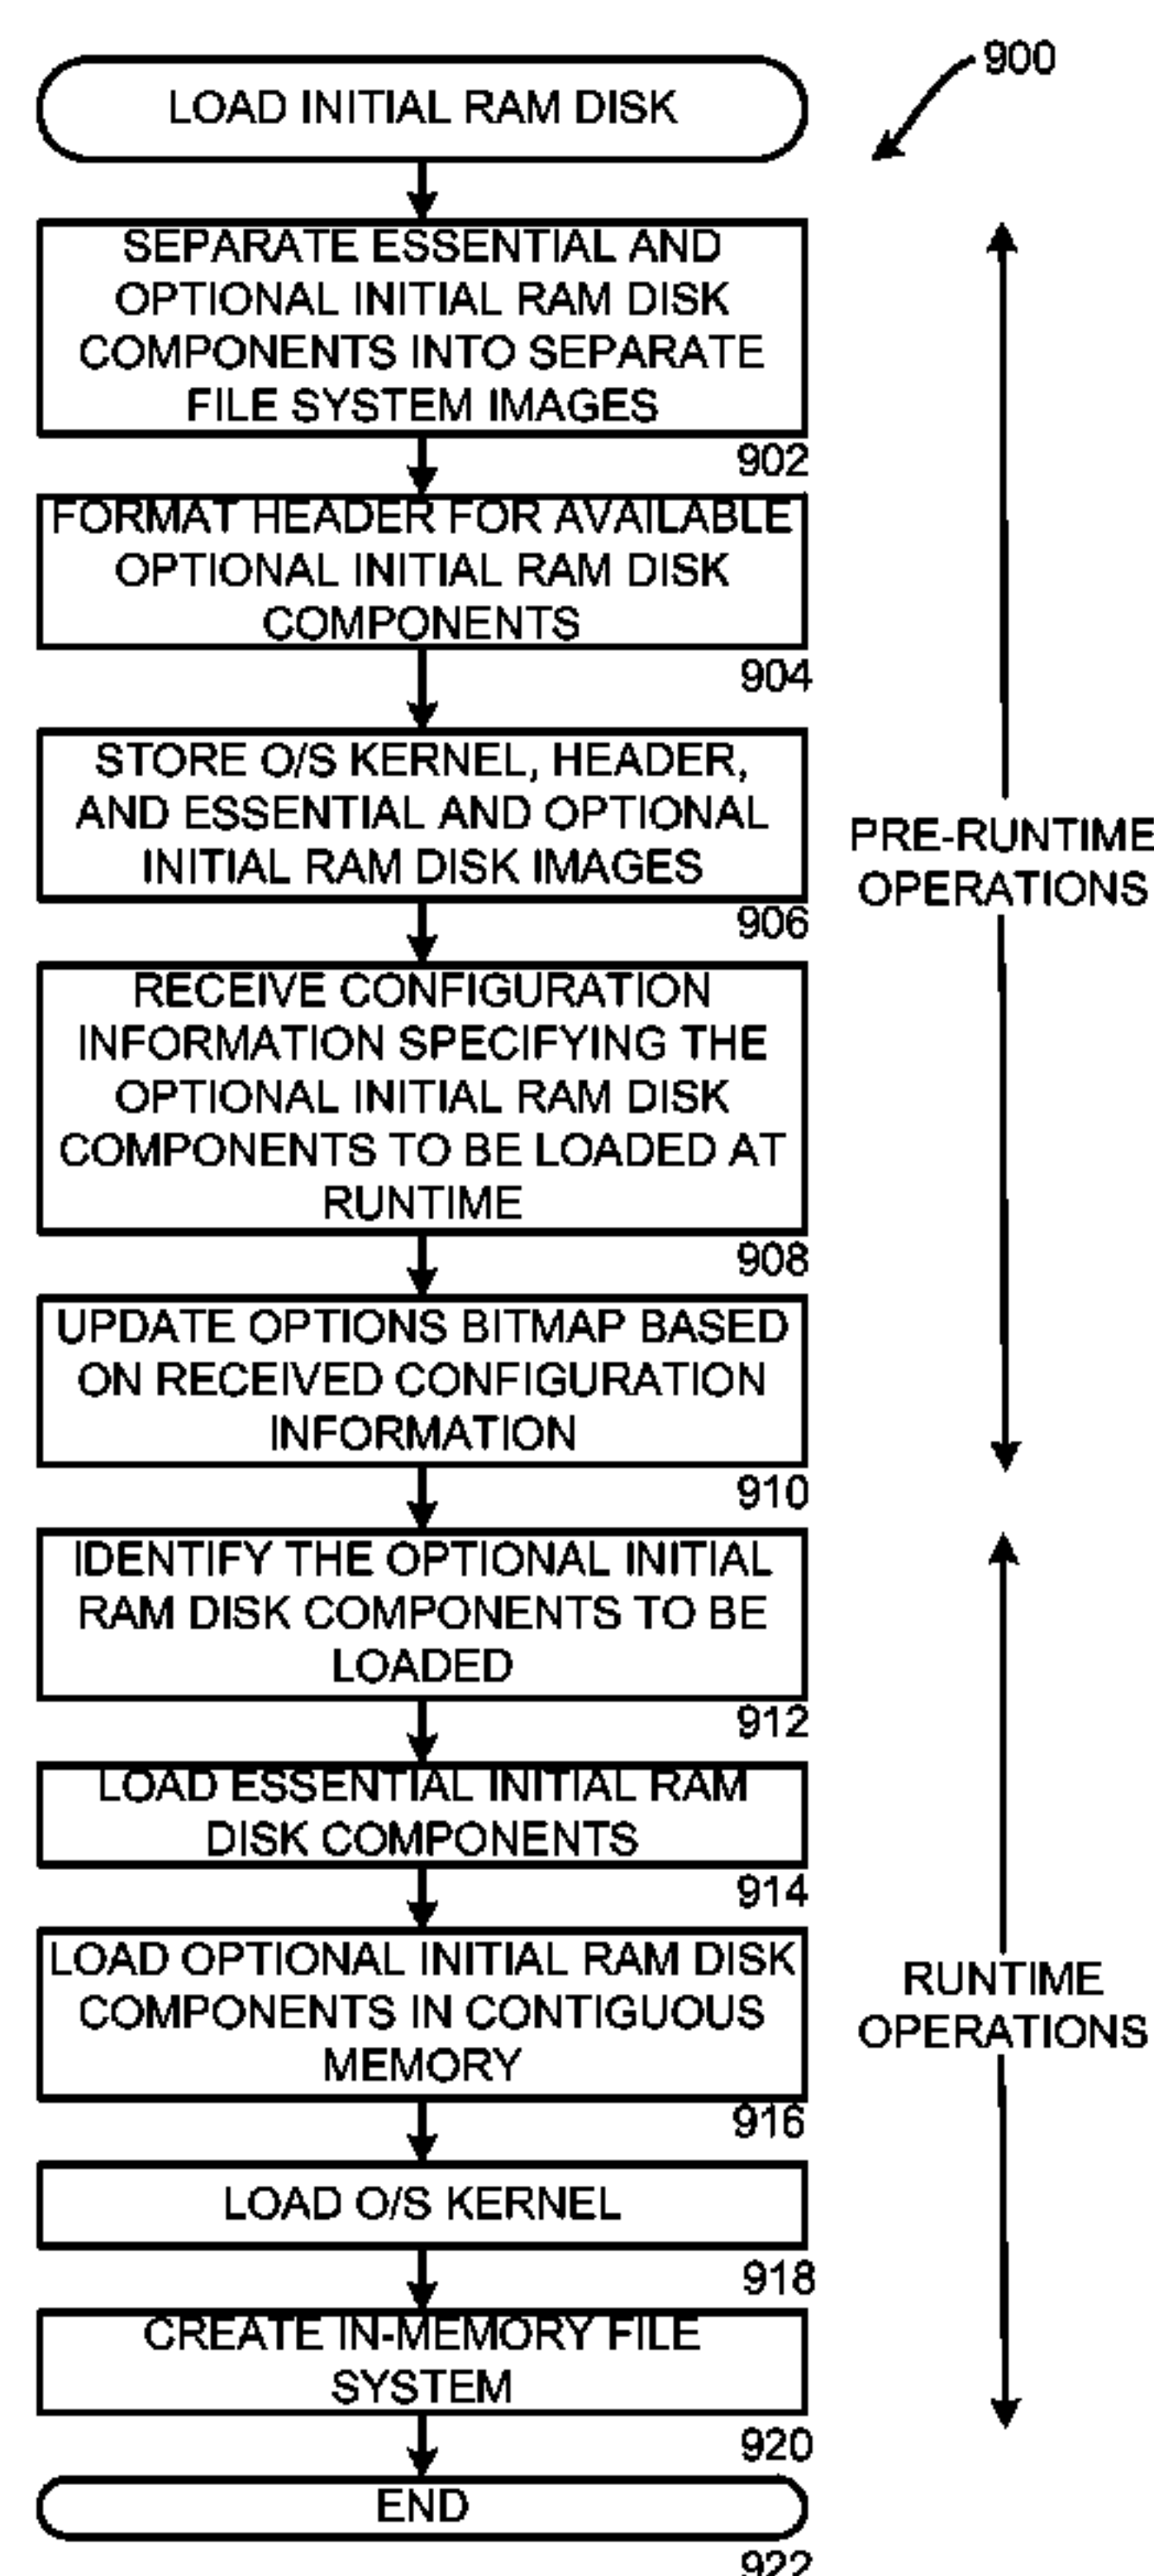 900
LOAD INITIAL RAM DISK
SEPARATE ESSENTIAL AND
OPTIONAL INITIAL RAM DISK
COMPONENTS INTO SEPARATE
FILE SYSTEM IMAGES
902
FORMAT HEADER FOR AVAILABLE
OPTIONAL INITIAL RAM DISK
COMPONENTS
904
STORE O/S KERNEL, HEADER,
AND ESSENTIAL AND OPTIONAL
INITIAL RAM DISK IMAGES
906
PRE-RUNTIME
OPERATIONS
RECEIVE CONFIGURATION
INFORMATION SPECIFYING THE
OPTIONAL INITIAL RAM DISK
COMPONENTS TO BE LOADED AT
RUNTIME
908
UPDATE OPTIONS BITMAP BASED
ON RECEIVED CONFIGURATION
INFORMATION
910
IDENTIFY THE OPTIONAL INITIAL
RAM DISK COMPONENTS TO BE
LOADED
912
LOAD ESSENTIAL INITIAL RAM
DISK COMPONENTS
914
LOAD OPTIONAL INITIAL RAM DISK
COMPONENTS IN CONTIGUOUS
MEMORY
916
RUNTIME
OPERATIONS
LOAD O/S KERNEL
918
CREATE IN-MEMORY FILE
SYSTEM
920
END
922